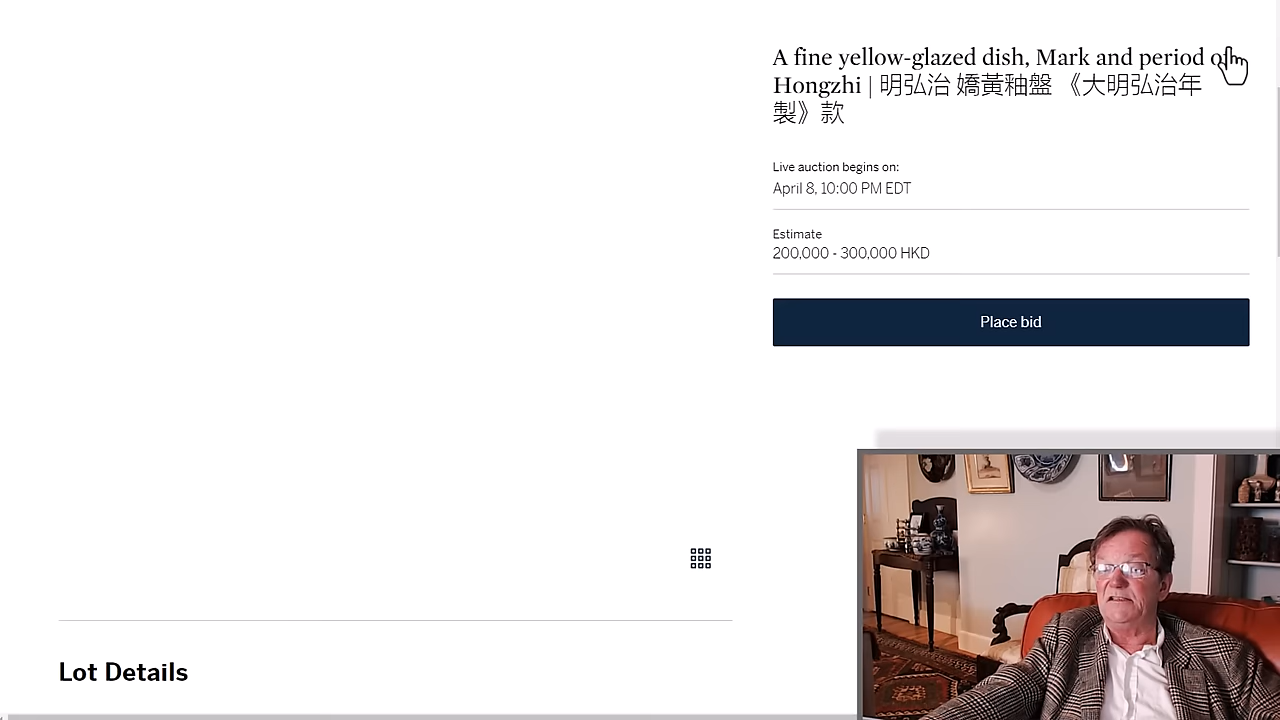 A fine yellow-glazed dish, Mark and period of
Hongzhi | 明弘治 嬌黃釉盤 《大明弘治年
製》款
Live auction begins on:
April 8, 10:00 PM EDT
Estimate
200,000 - 300,000 HKD
Place bid
Lot Details